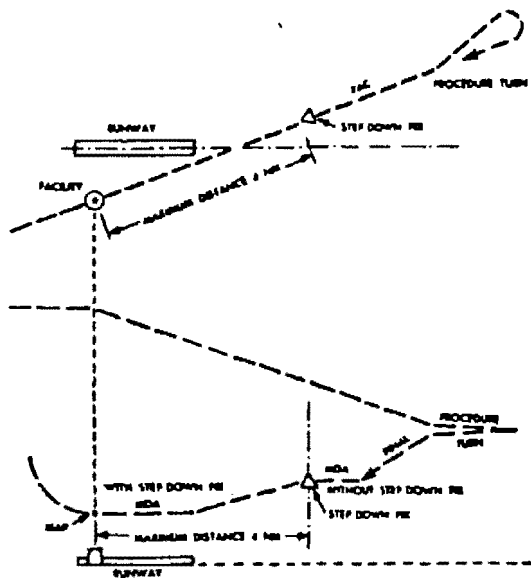 PROCEDURE TURN
FAC
STEP DOWN FIX
RUNWAY
FACILITY
MAXIMUM DISTANCE 4 NM
PROCEDURE
TURN
FINAL
MDA
WITH STEP DOWN FIX
WITHOUT STEP DOWN FIX
MDA
STEP DOWN FIX
MAP
MAXIMUM DISTANCE 4 NM
RUNWAY